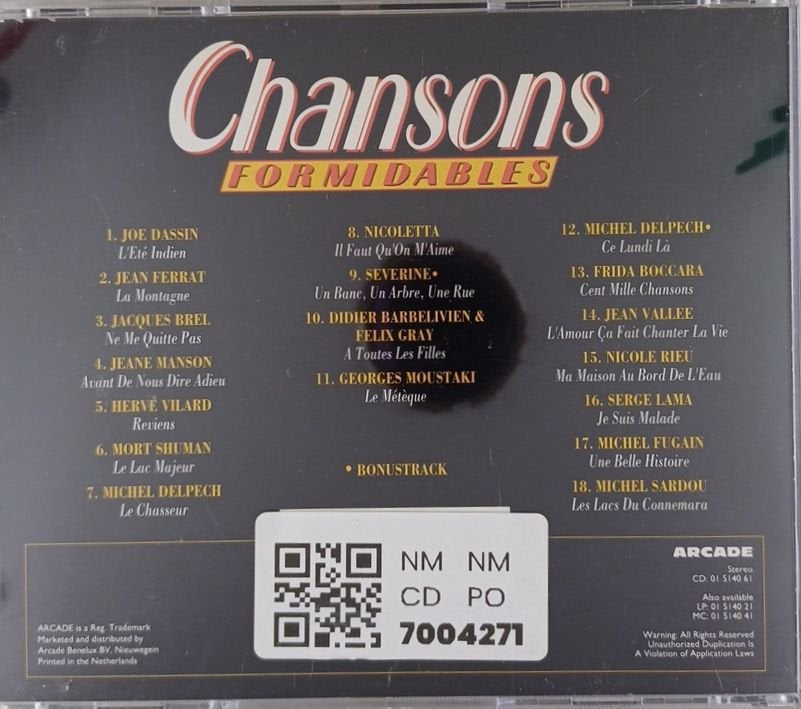 Chansons
FORMIDABLES
1. JOE DASSIN
L'Eté Indien
2. JEAN FERRAT
La Montagne
3. JACQUES BREL
Ne Me Quitte Pas
4. JEANE MANSON
Avant De Nous Dire Adieu
5. HERVÉ VILARD
Reviens
6. MORT SHUMAN
Le Lac Majeur
7. MICHEL DELPECH
Le Chasseur
8. NICOLETTA
Il Faut Qu'On M'Aime
9. SEVERINE•
Un Banc, Un Arbre, Une Rue
10. DIDIER BARBELIVIEN &
FELIX GRAY
A Toutes Les Filles
11. GEORGES MOUSTAKI
Le Métèque
• BONUSTRACK
12. MICHEL DELPECH•
Ce Lundi Là
13. FRIDA BOCCARA
Cent Mille Chansons
14. JEAN VALLEE
L'Amour Ça Fait Chanter La Vie
15. NICOLE RIEU
Ma Maison Au Bord De L'Eau
16. SERGE LAMA
Je Suis Malade
17. MICHEL FUGAIN
Une Belle Histoire
18. MICHEL SARDOU
Les Lacs Du Connemara
ARCADE is a Reg. Trademark
Marketed and distributed by
Arcade Benelux BV, Nieuwegein
Printed in the Netherlands
NM NM
CD PO
7004271
ARCADE
Stereo
CD: 01 5140 61
Also available
LP: 01 5140 21
MC: 01 5140 41
Warning: All Rights Reserved
Unauthorized Duplication Is
A Violation of Application Laws